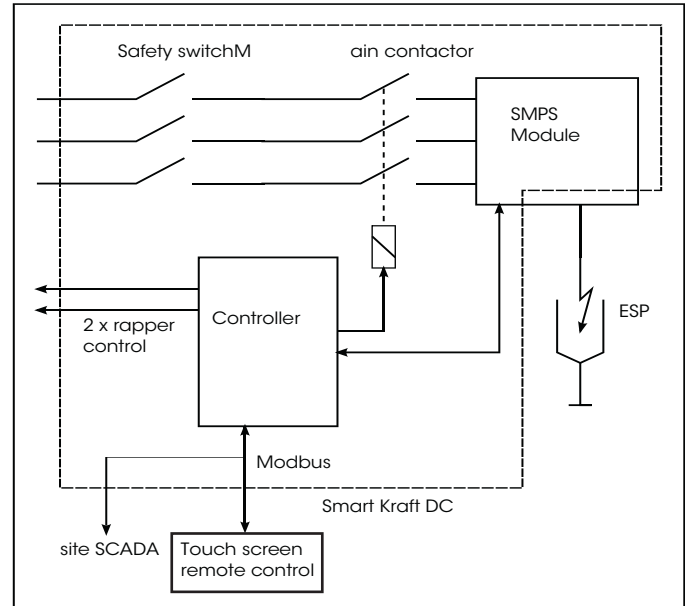 Safety switchM ain contactor
SMPS
Module
Controller
2 x rapper
control
ESP
Modbus
Smart Kraft DC
site SCADA
Touch screen
remote control